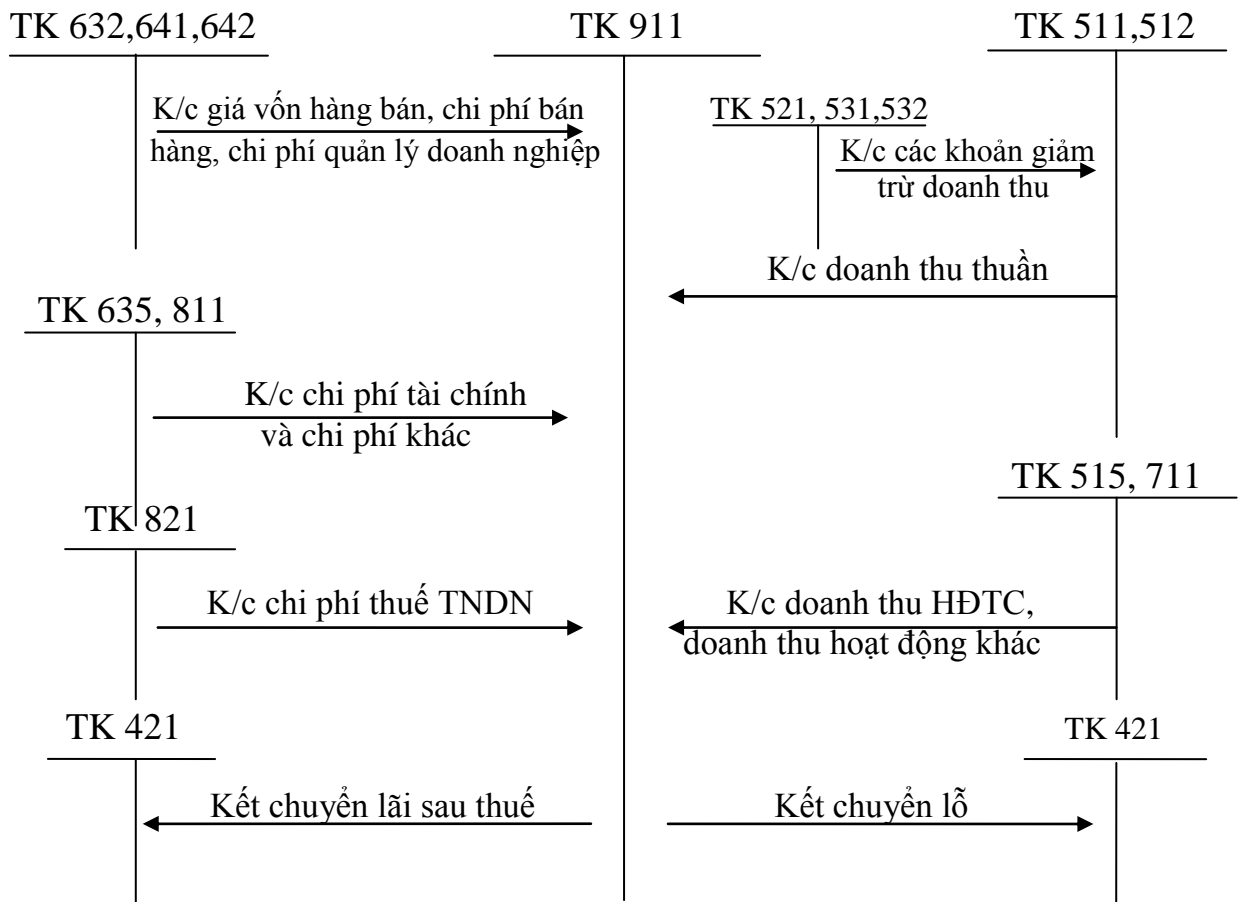 TK 632,641,642
TK 911
TK 511,512
K/c giá vốn hàng bán, chi phí bán
hàng, chi phí quản lý doanh nghiệp
TK 521, 531,532
K/c các khoản giảm
trừ doanh thu
K/c doanh thu thuần
TK 635, 811
K/c chi phí tài chính
và chi phí khác
TK 515, 711
TK 821
K/c chi phí thuế TNDN
K/c doanh thu HĐTC,
doanh thu hoạt động khác
TK 421
TK 421
Kết chuyển lãi sau thuế
Kết chuyển lỗ